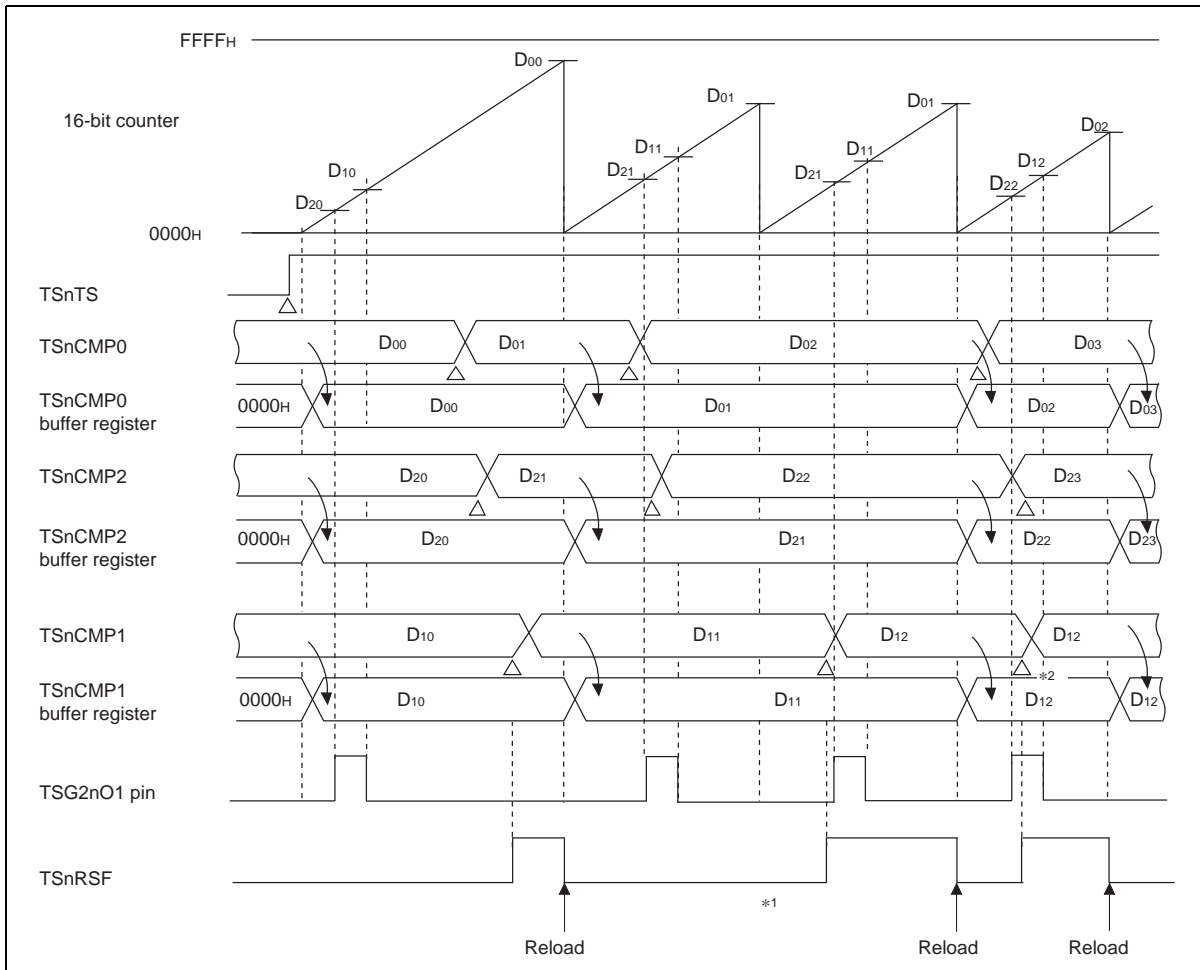 FFFFH
D00
D01
D01
D02
16-bit counter
D11
D11
D12
D10
D21
D21
D22
D20
0000H
TSnTS
TSnCMP0
D00
D01
D02
D03
TSnCMP0
buffer register
0000H
D00
D01
D02
D03
TSnCMP2
D20
D21
D22
D23
TSnCMP2
buffer register
0000H
D20
D21
D22
D23
TSnCMP1
D10
D11
D12
D12
*2
TSnCMP1
buffer register
0000H
D10
D11
D12
D12
TSG2nO1 pin
TSnRSF
*1
Reload
Reload
Reload